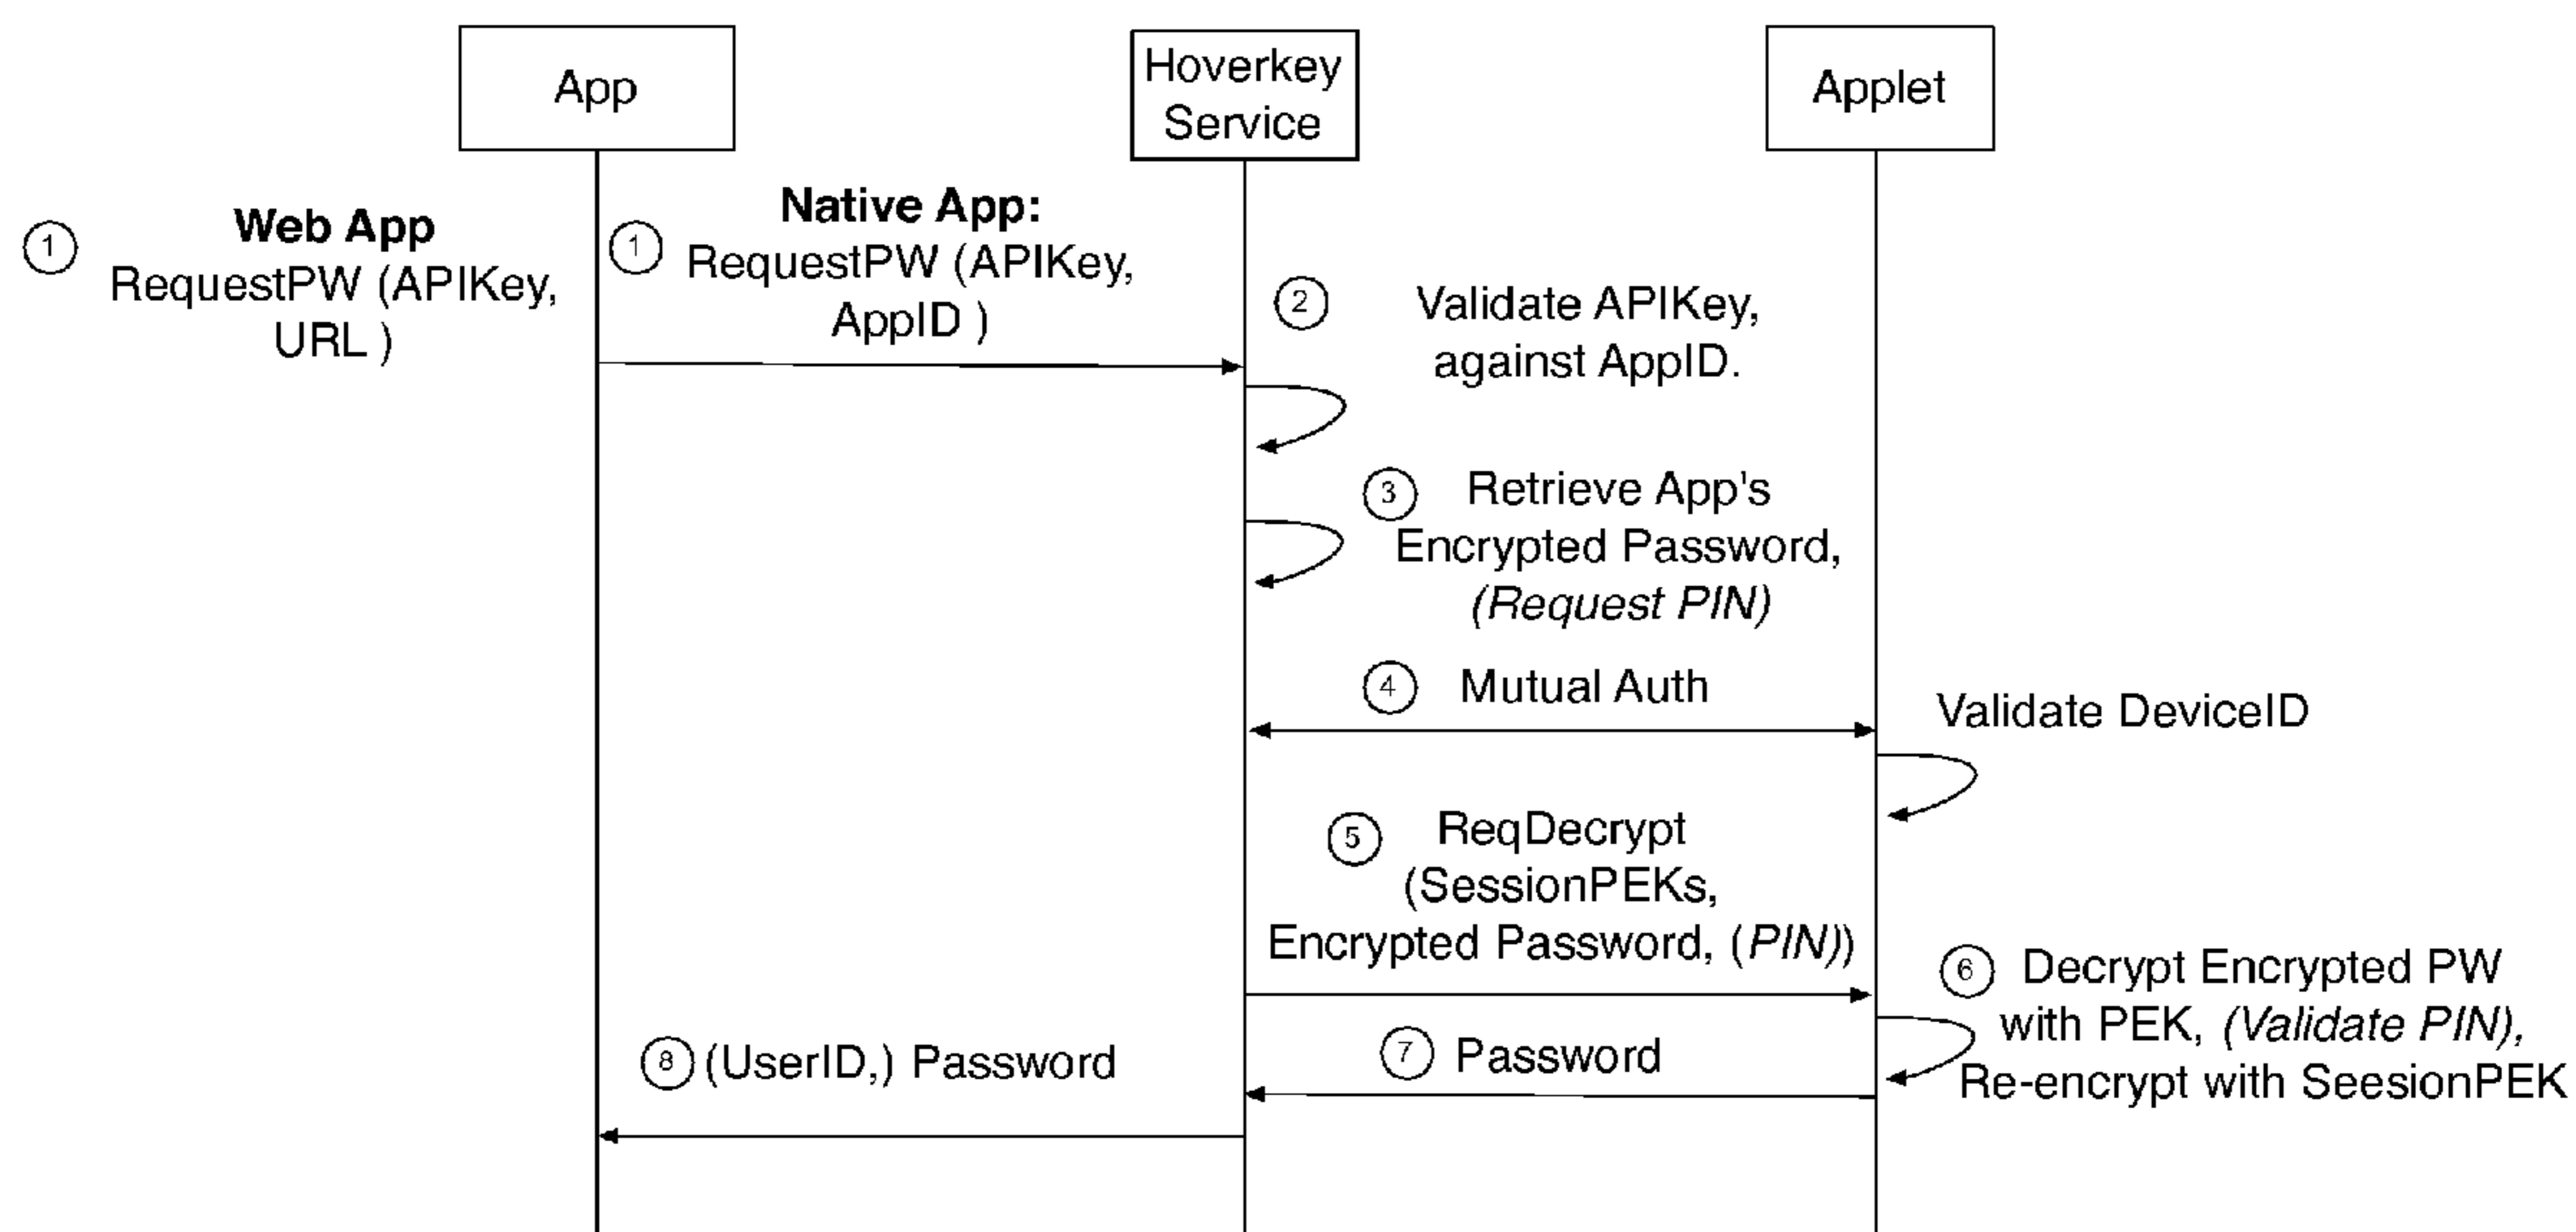 App
Hoverkey
Service
Applet
1
Web App
RequestPW (APIKey,
URL )
1
Native App:
RequestPW (APIKey,
AppID )
2
Validate APIKey,
against AppID.
3
Retrieve App's
Encrypted Password,
(Request PIN)
4
Mutual Auth
Validate DeviceID
5
ReqDecrypt
(SessionPEKs,
Encrypted Password, (PIN))
6
Decrypt Encrypted PW
with PEK, (Validate PIN),
Re-encrypt with SeesionPEK
7
Password
8
(UserID,) Password